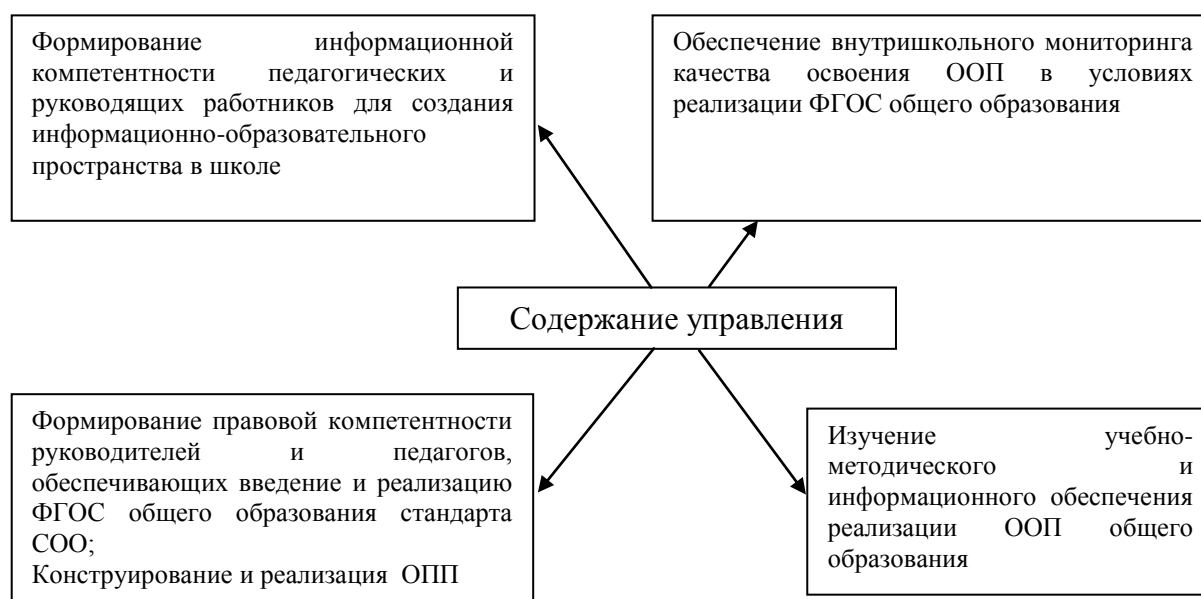 Формирование информационной
компетентности педагогических и
руководящих работников для создания
информационно-образовательного
пространства в школе
Обеспечение внутришкольного мониторинга
качества освоения ООП в условиях
реализации ФГОС общего образования
Содержание управления
Формирование правовой компетентности
руководителей и педагогов,
обеспечивающих введение и реализацию
ФГОС общего образования стандарта
СОО;
Конструирование и реализация ОПП
Изучение учебно-
методического и
информационного обеспечения
реализации ООП общего
образования